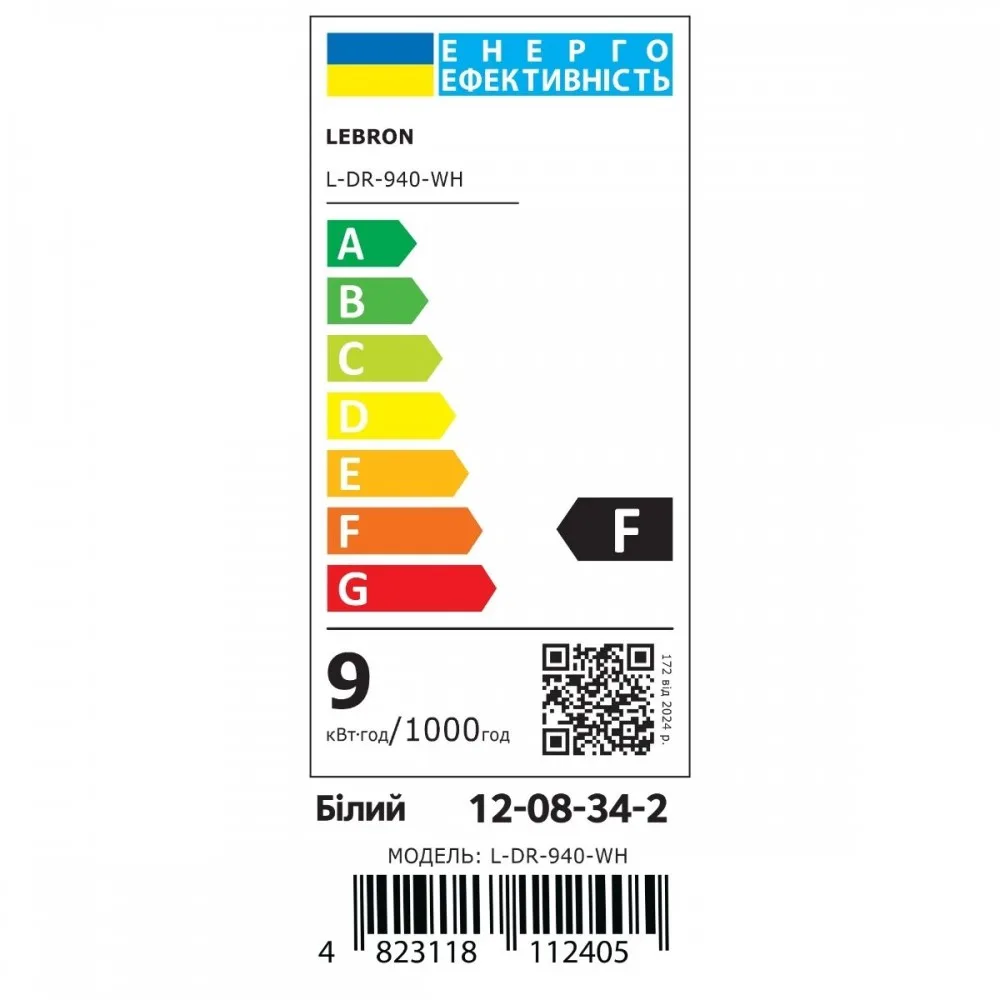 ЕНЕРГО
ЕФЕКТИВНІСТЬ
LEBRON
L-DR-940-WH
A
B
C
D
E
F
F
G
9
кВт·год/1000год
172 від 2024 р.
Білий 12-08-34-2
МОДЕЛЬ: L-DR-940-WH
4 823118 112405